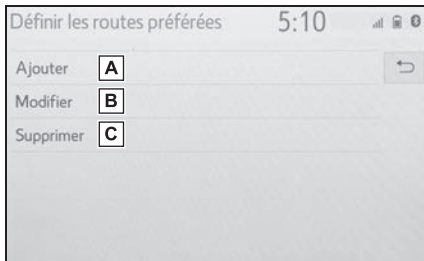 Définir les routes préférées 5:10
Ajouter A
Modifier B
Supprimer C